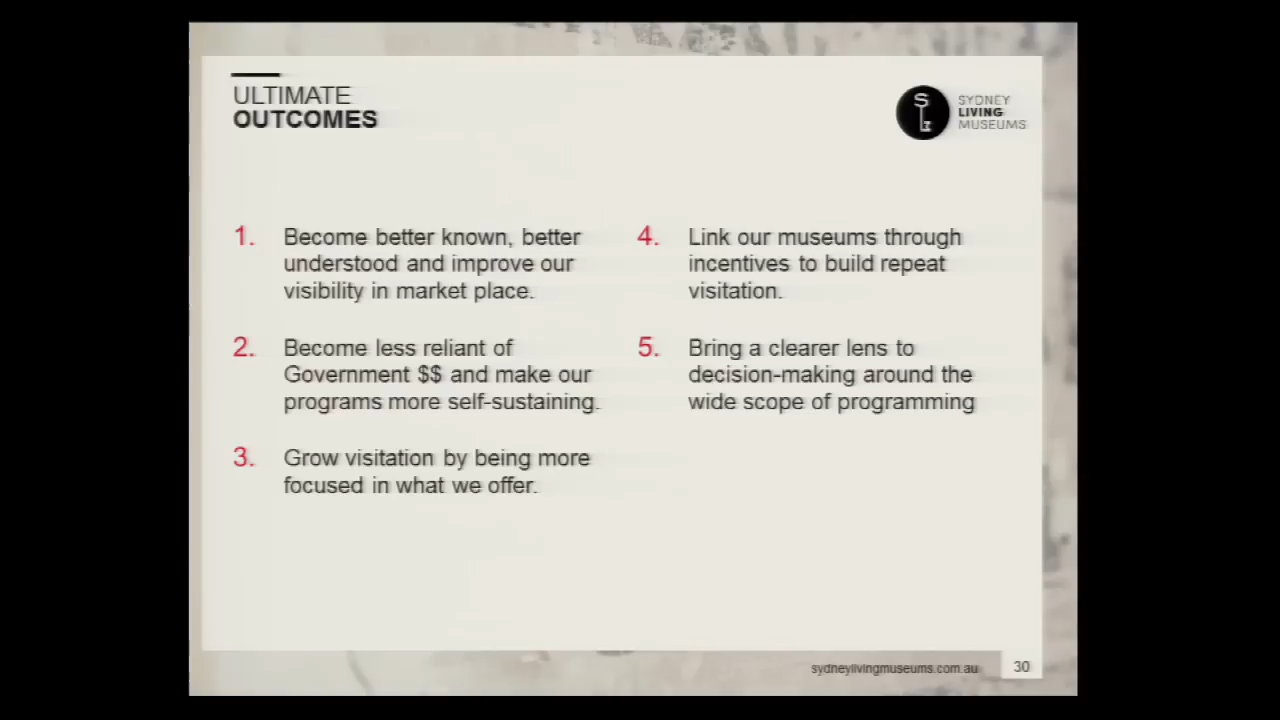 ULTIMATE
OUTCOMES
SYDNEY
LIVING
MUSEUMS
1. Become better known, better
understood and improve our
visibility in market place.
2. Become less reliant of
Government $$ and make our
programs more self-sustaining.
3. Grow visitation by being more
focused in what we offer.
4. Link our museums through
incentives to build repeat
visitation.
5. Bring a clearer lens to
decision-making around the
wide scope of programming
sydneylivingmuseums.com.au
30